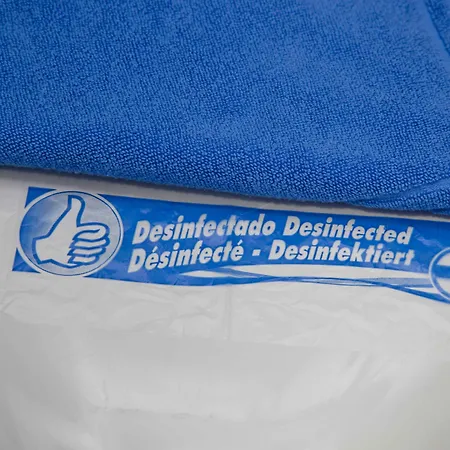 Desinfectado Desinfected
Désinfecté - Desinfektiert